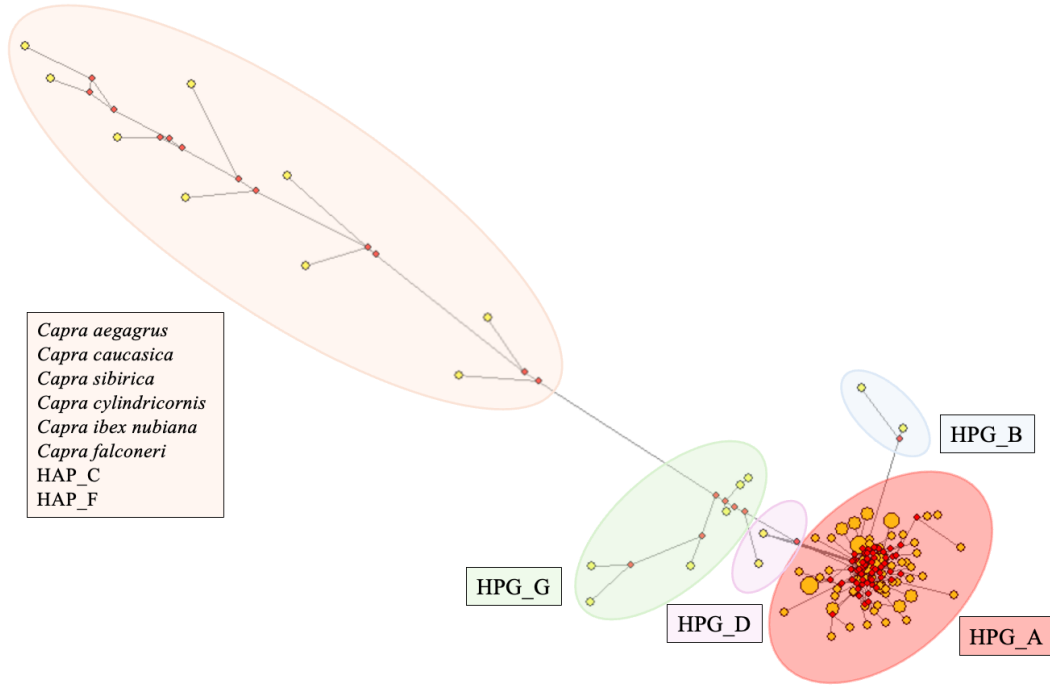 Capra aegagrus
Capra caucasica
Capra sibirica
Capra cylindricornis
Capra ibex nubiana
Capra falconeri
HAP_C
HAP_F
HPG_B
HPG_G
HPG_D
HPG_A